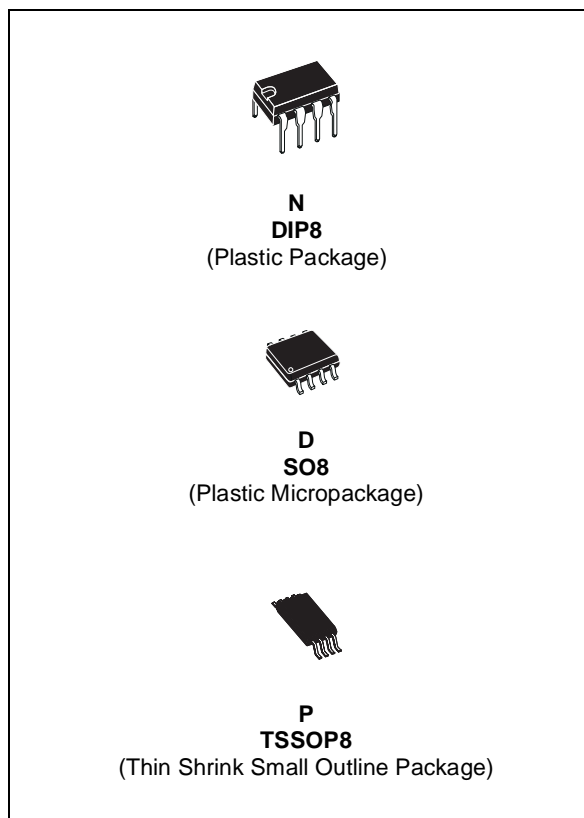 N
DIP8
(Plastic Package)
D
SO8
(Plastic Micropackage)
P
TSSOP8
(Thin Shrink Small Outline Package)